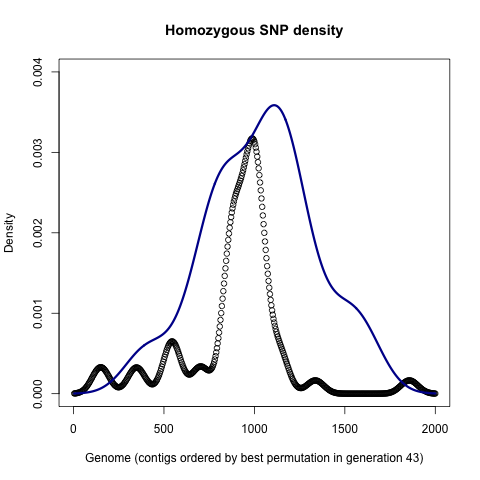 Homozygous SNP density
0.004
0.003
0.002
0.001
0.000
Density
0 500 1000 1500 2000
Genome (contigs ordered by best permutation in generation 43)